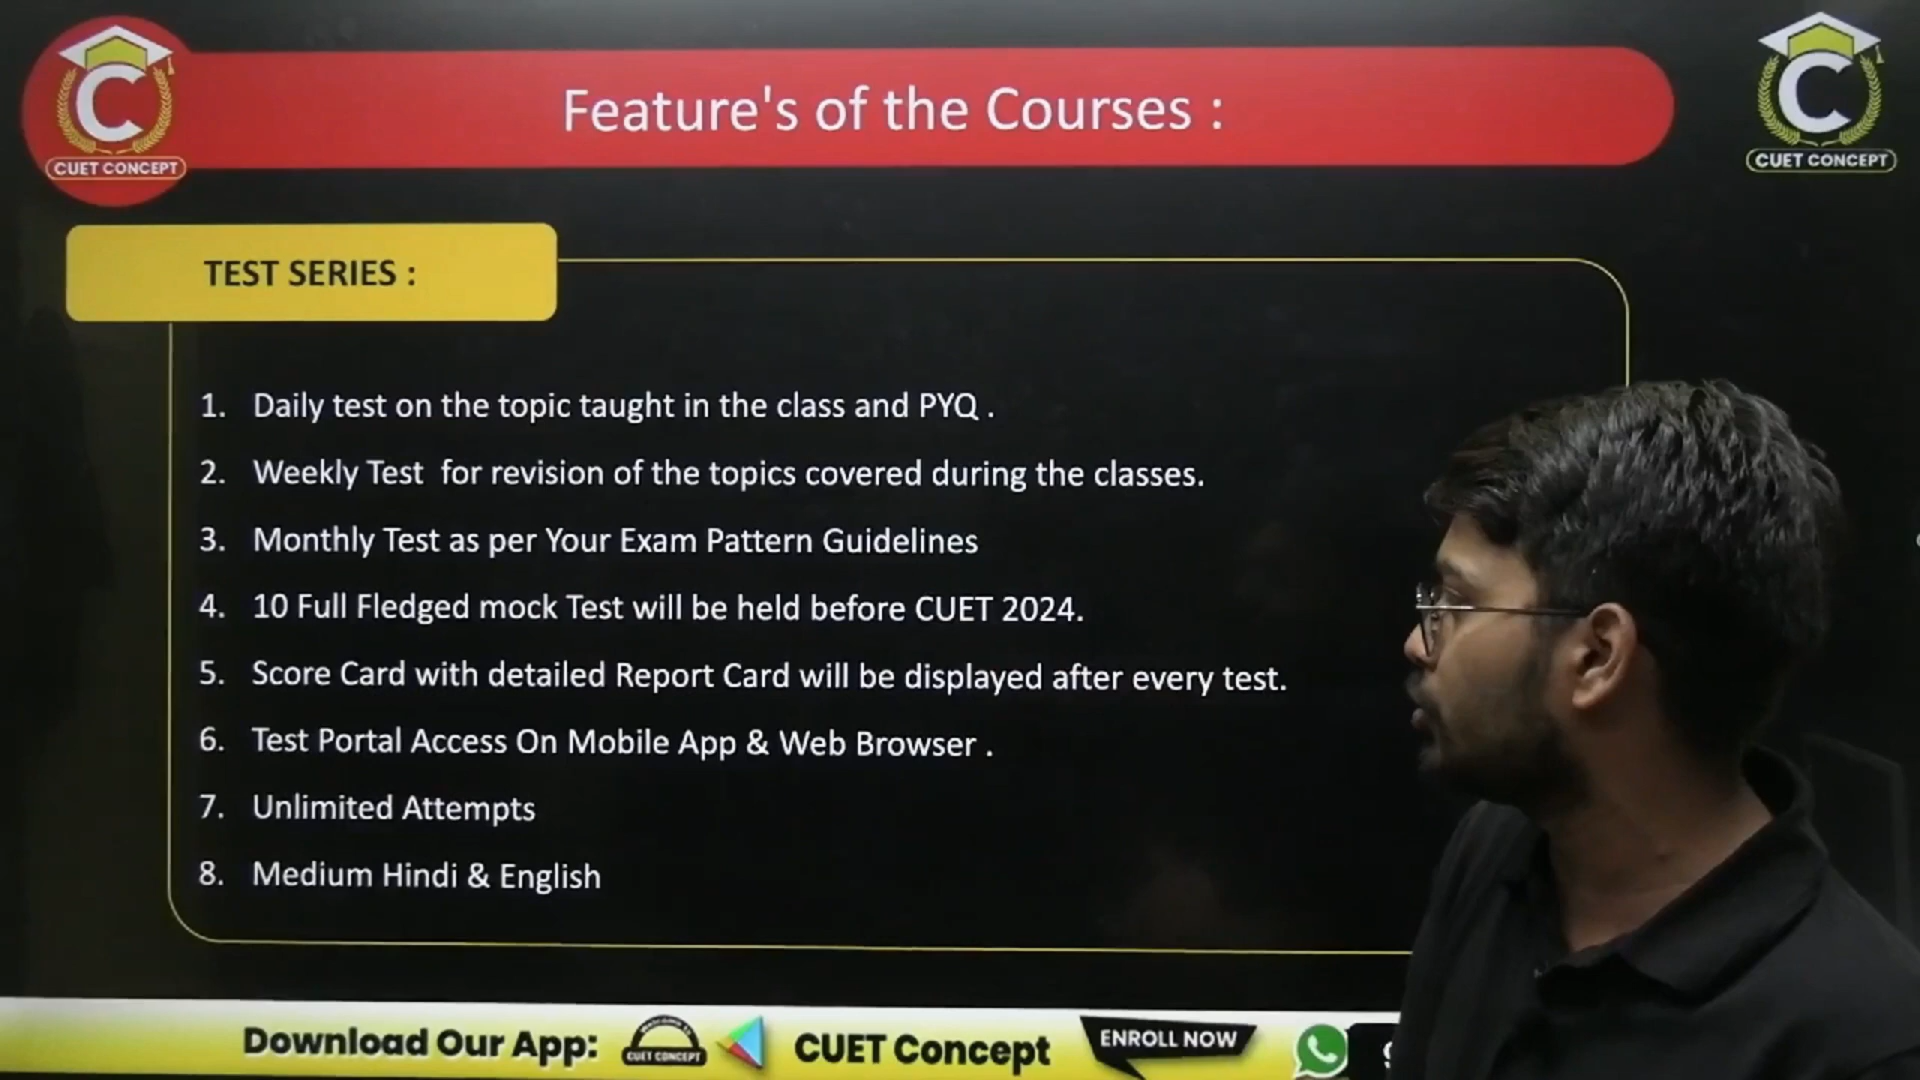 C
CUET CONCEPT
Feature's of the Courses :
C
CUET CONCEPT
TEST SERIES :
1. Daily test on the topic taught in the class and PYQ .
2. Weekly Test for revision of the topics covered during the classes.
3. Monthly Test as per Your Exam Pattern Guidelines
4. 10 Full Fledged mock Test will be held before CUET 2024.
5. Score Card with detailed Report Card will be displayed after every test.
6. Test Portal Access On Mobile App & Web Browser .
7. Unlimited Attempts
8. Medium Hindi & English
Download Our App:
CUET CONCEPT
CUET Concept
ENROLL NOW